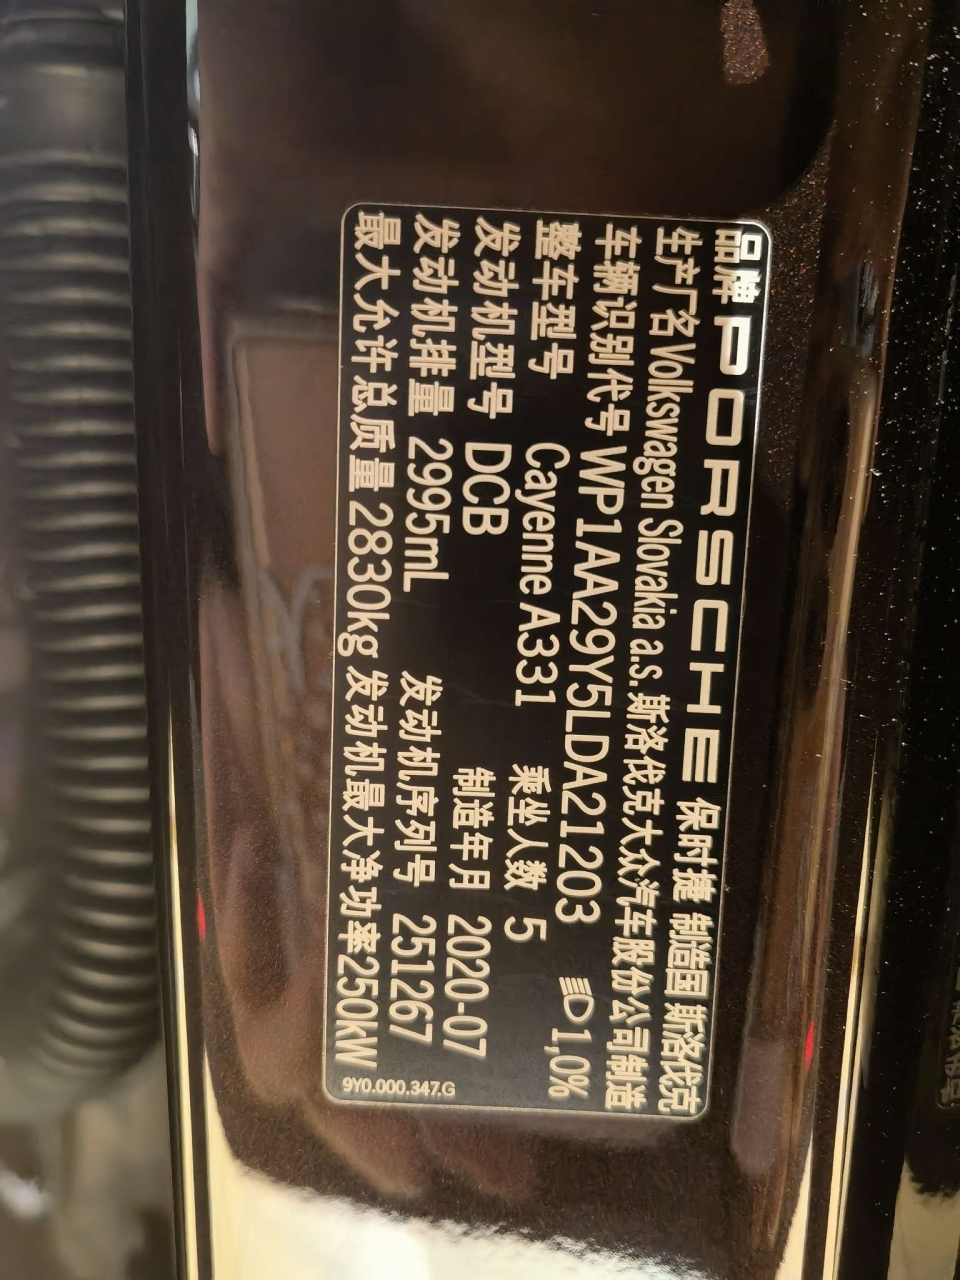 品牌 PORSCHE 保时捷 制造国 斯洛伐克
生产厂名 Volkswagen Slovakia a.s. 斯洛伐克大众汽车股份公司制造
车辆识别代号 WP1AA29Y5LDA21203
整车型号 Cayenne A331 乘坐人数 5 1,0%
发动机型号 DCB 制造年月 2020-07
发动机排量 2995mL 发动机序列号 251267
最大允许总质量 2830kg 发动机最大净功率250kW
9Y0.000.347.G